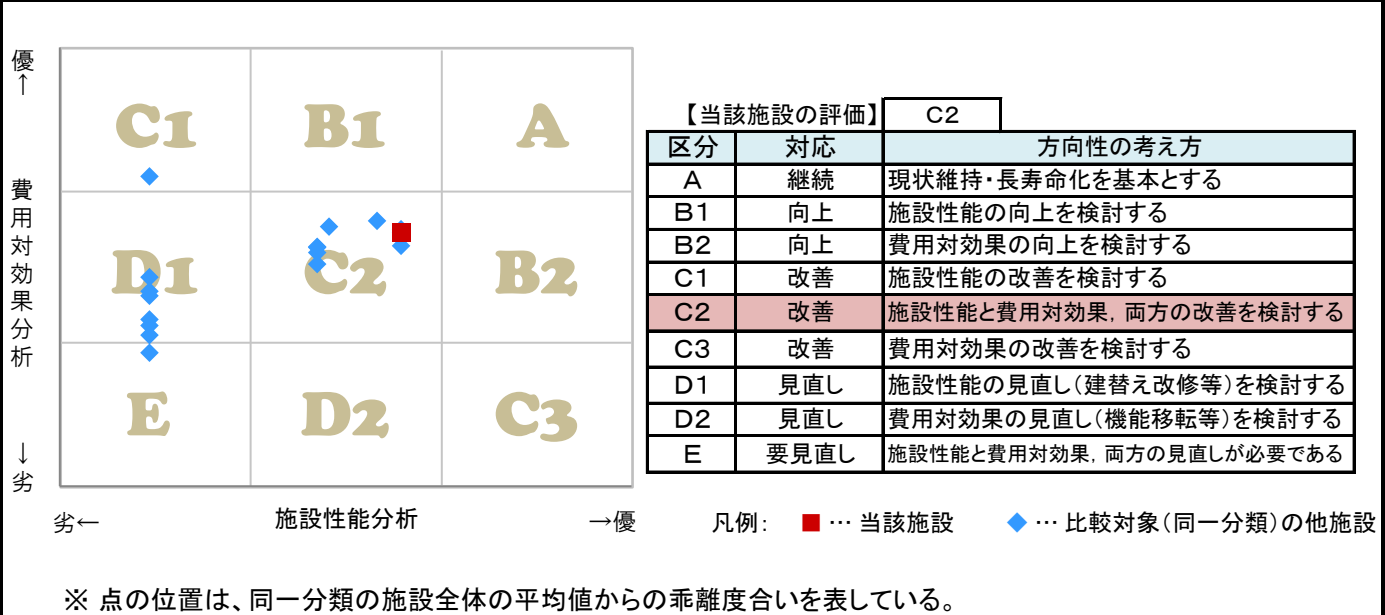 優
↑
費用対効果分析
↓
劣
C1 B1 A
D1 C2 B2
E D2 C3
劣← 施設性能分析 →優
【当該施設の評価】 C2
区分 対応 方向性の考え方
A 継続 現状維持・長寿命化を基本とする
B1 向上 施設性能の向上を検討する
B2 向上 費用対効果の向上を検討する
C1 改善 施設性能の改善を検討する
C2 改善 施設性能と費用対効果，両方の改善を検討する
C3 改善 費用対効果の改善を検討する
D1 見直し 施設性能の見直し（建替え改修等）を検討する
D2 見直し 費用対効果の見直し（機能移転等）を検討する
E 要見直し 施設性能と費用対効果，両方の見直しが必要である
凡例： ■ … 当該施設 ◆ … 比較対象（同一分類）の他施設
※ 点の位置は、同一分類の施設全体の平均値からの乖離度合いを表している。